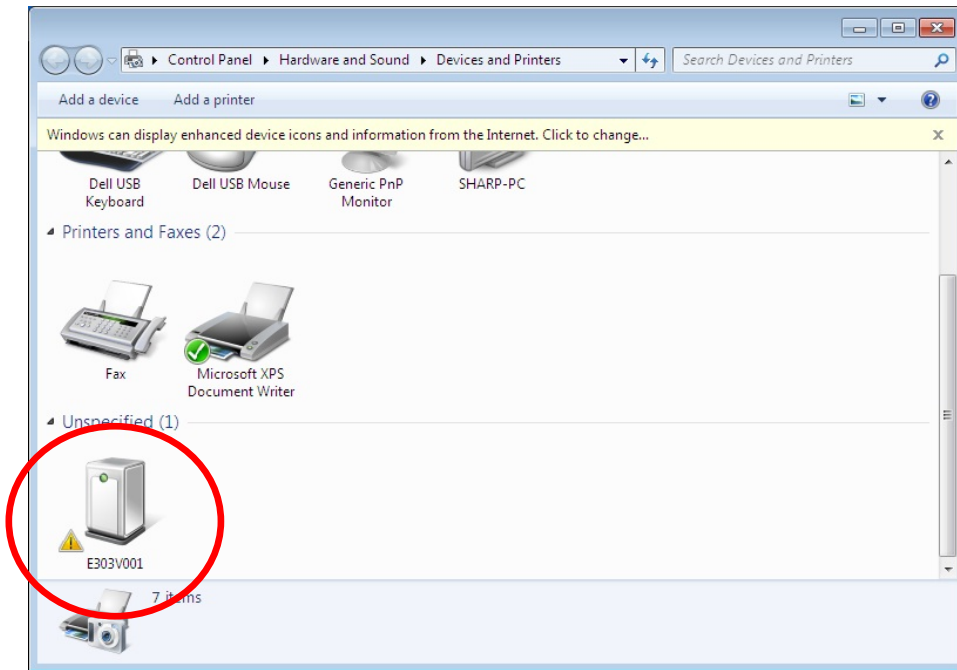 Control Panel Hardware and Sound Devices and Printers Search Devices and Printers
Add a device Add a printer
Windows can display enhanced device icons and information from the Internet. Click to change...
Dell USB Keyboard
Dell USB Mouse
Generic PnP Monitor
SHARP-PC
Printers and Faxes (2)
Fax
Microsoft XPS Document Writer
Unspecified (1)
E303V001
7 items